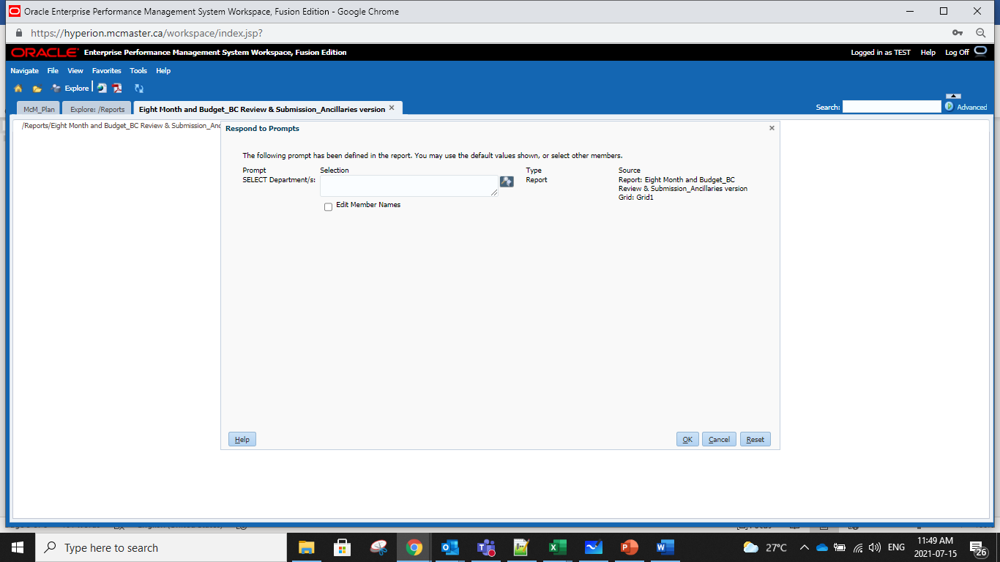 Oracle Enterprise Performance Management System Workspace, Fusion Edition - Google Chrome
https://hyperion.mcmaster.ca/workspace/index.jsp?
ORACLE Enterprise Performance Management System Workspace, Fusion Edition Logged in as TEST Help Log Off
Navigate File View Favorites Tools Help
Explore
McM_Plan Explore: /Reports Eight Month and Budget_BC Review & Submission_Ancillaries version Search: Advanced
/Reports/Eight Month and Budget_BC Review & Submission_Anc
Respond to Prompts
The following prompt has been defined in the report. You may use the default values shown, or select other members.
Prompt Selection Type Source
SELECT Department/s: Report Report: Eight Month and Budget_BC
Review & Submission_Ancillaries version
Grid: Grid1
Edit Member Names
Help OK Cancel Reset
Type here to search 27°C ENG 11:49 AM
2021-07-15
26